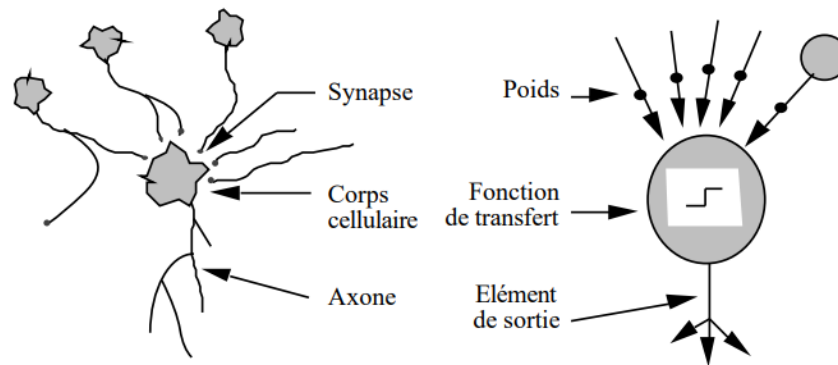 Synapse
Corps
cellulaire
Axone
Poids
Fonction
de transfert
Elément
de sortie